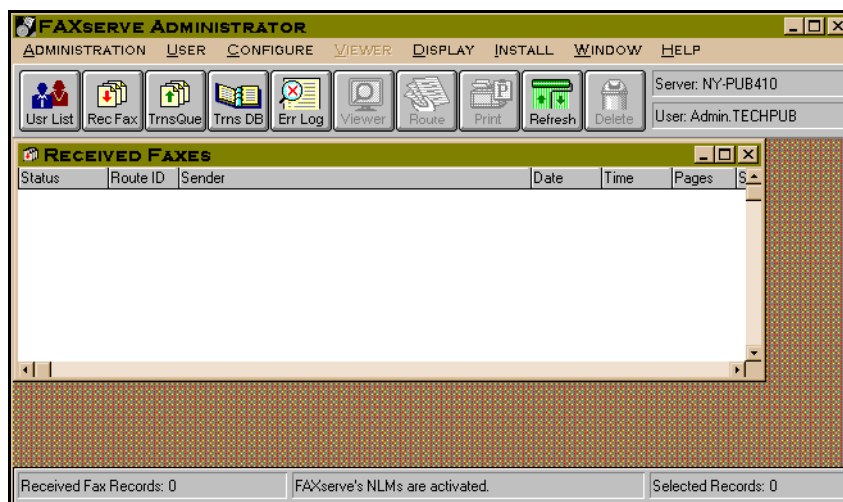 FAXSERVE ADMINISTRATOR
ADMINISTRATION USER CONFIGURE VIEWER DISPLAY INSTALL WINDOW HELP
Usr List Rec Fax TrnsQue Trns DB Err Log Viewer Route Print Refresh Delete
Server: NY-PUB410
User: Admin.TECHPUB
RECEIVED FAXES
Status Route ID Sender Date Time Pages S
Received Fax Records: 0 FAXserve's NLMs are activated. Selected Records: 0